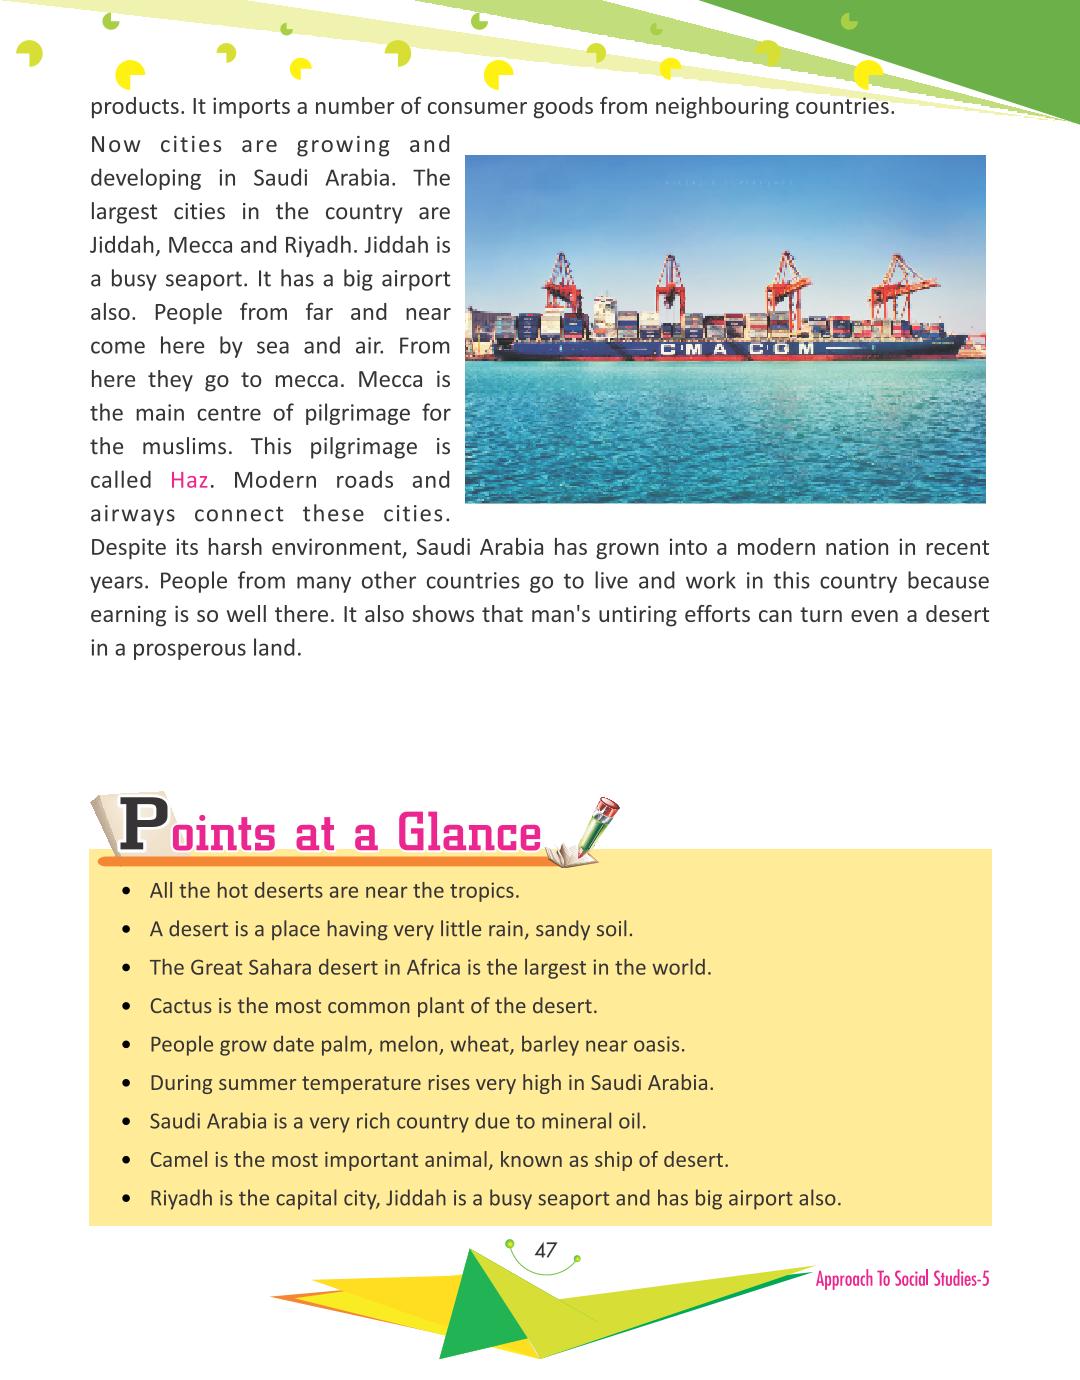 products. It imports a number of consumer goods from neighbouring countries.
Now cities are growing and
developing in Saudi Arabia. The
largest cities in the country are
Jiddah, Mecca and Riyadh. Jiddah is
a busy seaport. It has a big airport
also. People from far and near
come here by sea and air. From
here they go to mecca. Mecca is
the main centre of pilgrimage for
the muslims. This pilgrimage is
called Haz. Modern roads and
airways connect these cities.
CMA CGM
Despite its harsh environment, Saudi Arabia has grown into a modern nation in recent
years. People from many other countries go to live and work in this country because
earning is so well there. It also shows that man's untiring efforts can turn even a desert
in a prosperous land.
Points at a Glance
• All the hot deserts are near the tropics.
• A desert is a place having very little rain, sandy soil.
• The Great Sahara desert in Africa is the largest in the world.
• Cactus is the most common plant of the desert.
• People grow date palm, melon, wheat, barley near oasis.
• During summer temperature rises very high in Saudi Arabia.
• Saudi Arabia is a very rich country due to mineral oil.
• Camel is the most important animal, known as ship of desert.
• Riyadh is the capital city, Jiddah is a busy seaport and has big airport also.
47
Approach To Social Studies-5